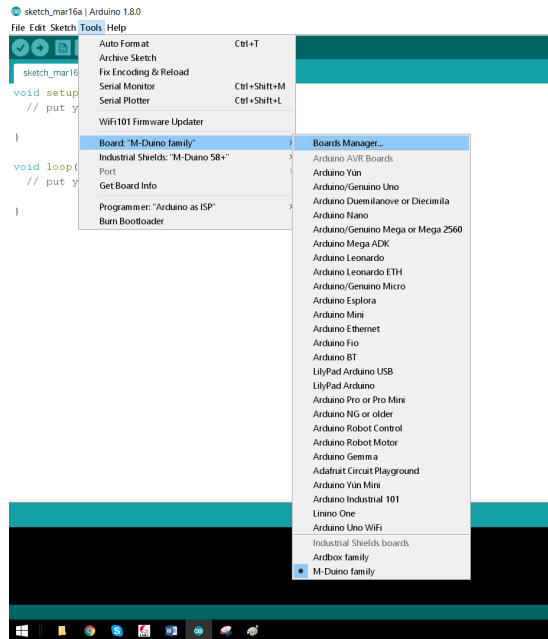 sketch_mar16a | Arduino 1.8.0
File Edit Sketch Tools Help
sketch_mar16
void setup
// put y
}
void loop(
// put y
}
Auto Format Ctrl+T
Archive Sketch
Fix Encoding & Reload
Serial Monitor Ctrl+Shift+M
Serial Plotter Ctrl+Shift+L
WiFi101 Firmware Updater
Board: "M-Duino family"
Industrial Shields: "M-Duino 58+"
Port
Get Board Info
Programmer: "Arduino as ISP"
Burn Bootloader
Boards Manager...
Arduino AVR Boards
Arduino Yún
Arduino/Genuino Uno
Arduino Duemilanove or Diecimila
Arduino Nano
Arduino/Genuino Mega or Mega 2560
Arduino Mega ADK
Arduino Leonardo
Arduino Leonardo ETH
Arduino/Genuino Micro
Arduino Esplora
Arduino Mini
Arduino Ethernet
Arduino Fio
Arduino BT
LilyPad Arduino USB
LilyPad Arduino
Arduino Pro or Pro Mini
Arduino NG or older
Arduino Robot Control
Arduino Robot Motor
Arduino Gemma
Adafruit Circuit Playground
Arduino Yún Mini
Arduino Industrial 101
Linino One
Arduino Uno WiFi
Industrial Shields boards
Ardbox family
M-Duino family